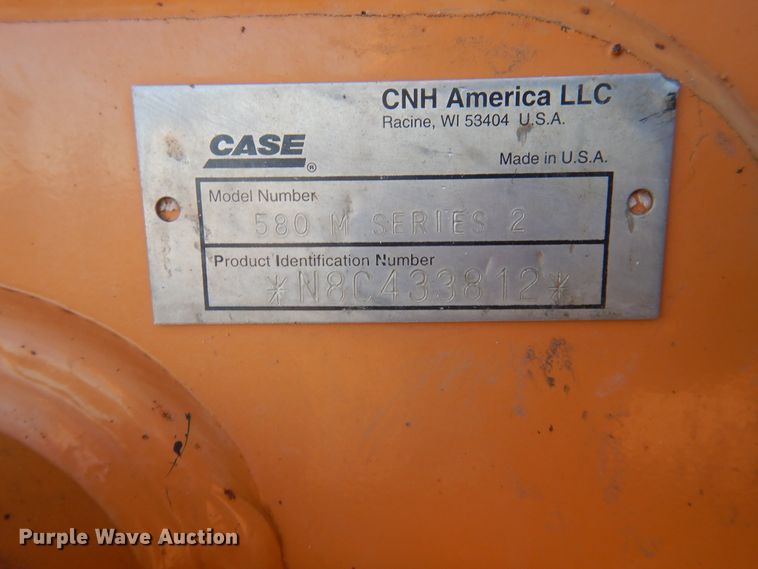 CNH America LLC
Racine, WI 53404 U.S.A.
CASE®
Made in U.S.A.
Model Number
580 M SERIES 2
Product Identification Number
*N8C433812*
Purple Wave Auction®